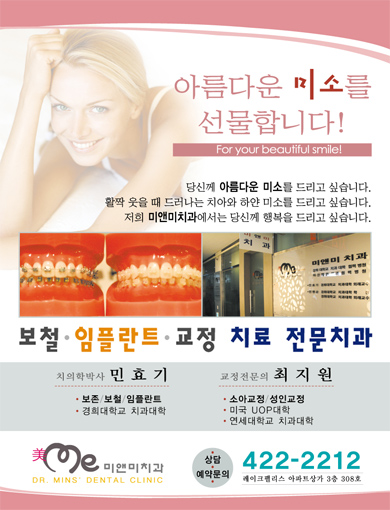 아름다운 미소를
선물합니다!
For your beautiful smile!
당신께 아름다운 미소를 드리고 싶습니다.
활짝 웃을 때 드러나는 치아와 하얀 미소를 드리고 싶습니다.
저희 미앤미치과에서는 당신께 행복을 드리고 싶습니다.
미앤미
치과
미앤미 치과
보철·임플란트·교정 치료 전문치과
치의학박사 민효기
• 보존/보철/임플란트
• 경희대학교 치과대학
교정전문의 최지원
• 소아교정/성인교정
• 미국 UOP대학
• 연세대학교 치과대학
美 me 미앤미치과
DR. MINS' DENTAL CLINIC
상담
예약문의
422-2212
레이크팰리스 아파트상가 3층 308호